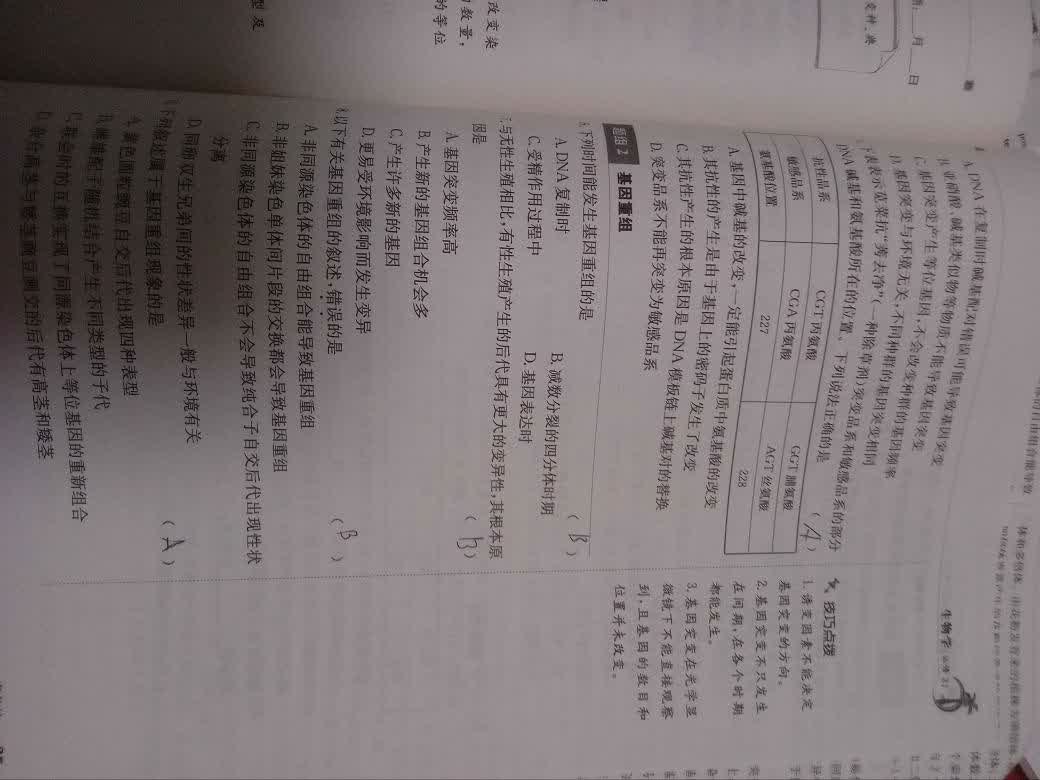 生物学(必修2)
A. DNA 在复制时碱基配对错误可能导致基因突变
B. 亚硝酸、碱基类似物等物质不能导致基因突变
C. 基因突变产生等位基因,不会改变种群的基因频率
D. 基因突变与环境无关,不同种群的基因突变相同
下表示苋菜抗“莠去净”(一种除草剂)突变品系和敏感品系的部分
DNA 碱基和氨基酸所在的位置。下列说法正确的是 (A)
抗性品系 CGT 丙氨酸 GGT 脯氨酸
敏感品系 CGA 丙氨酸 AGT 丝氨酸
氨基酸位置 227 228
A. 基因中碱基的改变,一定能引起蛋白质中氨基酸的改变
B. 其抗性的产生是由于基因上的密码子发生了改变
C. 其抗性产生的根本原因是 DNA 模板链上碱基对的替换
D. 突变品系不能再突变为敏感品系
题组 2 基因重组
下列时间能发生基因重组的是 (B)
A. DNA 复制时 B. 减数分裂的四分体时期
C. 受精作用过程中 D. 基因表达时
与无性生殖相比,有性生殖产生的后代具有更大的变异性,其根本原
因是 (B)
A. 基因突变频率高
B. 产生新的基因组合机会多
C. 产生许多新的基因
D. 更易受环境影响而发生变异
以下有关基因重组的叙述,错误的是 (B)
A. 非同源染色体的自由组合能导致基因重组
B. 非姐妹染色单体间片段的交换都会导致基因重组
C. 非同源染色体的自由组合不会导致纯合子自交后代出现性状
分离
D. 同卵双生兄弟间的性状差异一般与环境有关
下列叙述属于基因重组现象的是 (A)
A. 黄色圆粒豌豆自交后代出现四种表型
B. 雌雄配子随机结合产生不同类型的子代
C. 联会时的互换实现了同源染色体上等位基因的重新组合
D. 杂合高茎与矮茎豌豆测交的后代有高茎和矮茎
技巧点拨
1. 诱变因素不能决定
基因突变的方向。
2. 基因突变不只发生
在间期,在各个时期
都能发生。
3. 基因突变在光学显
微镜下不能直接观察
到,且基因的数目和
位置并未改变。